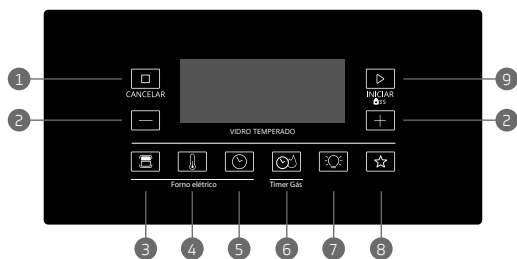 1
CANCELAR
2
VIDRO TEMPERADO
9
INICIAR
3s
2
Forno elétrico
Timer Gás
3
4
5
6
7
8